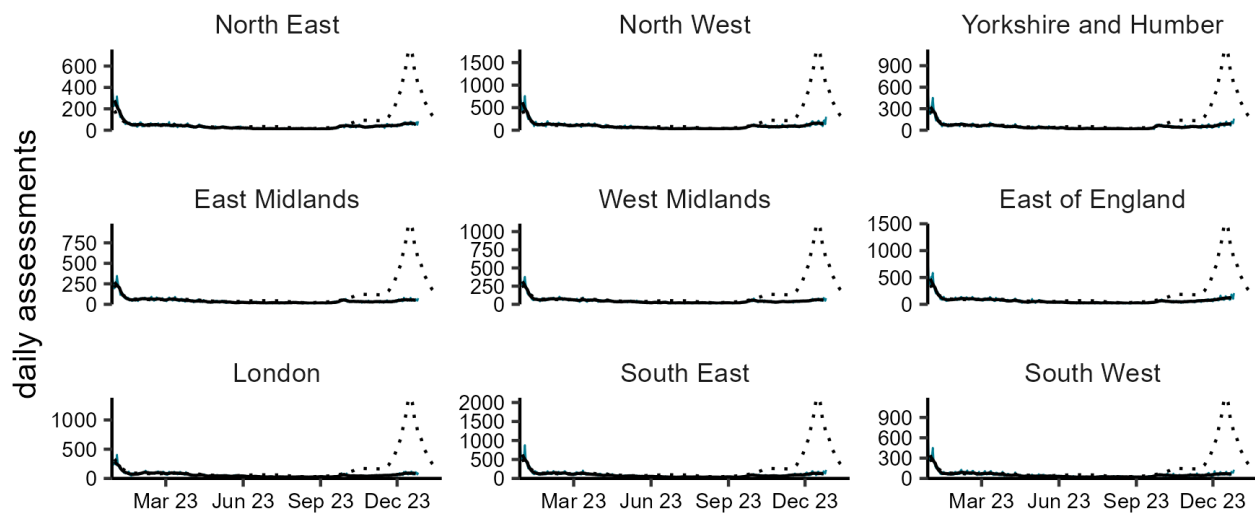 daily assessments
North East
600
400
200
0
North West
1500
1000
500
0
Yorkshire and Humber
900
600
300
0
East Midlands
750
500
250
0
West Midlands
1000
750
500
250
0
East of England
1500
1000
500
0
London
1000
500
0
Mar 23 Jun 23 Sep 23 Dec 23
South East
2000
1500
1000
500
0
Mar 23 Jun 23 Sep 23 Dec 23
South West
900
600
300
0
Mar 23 Jun 23 Sep 23 Dec 23